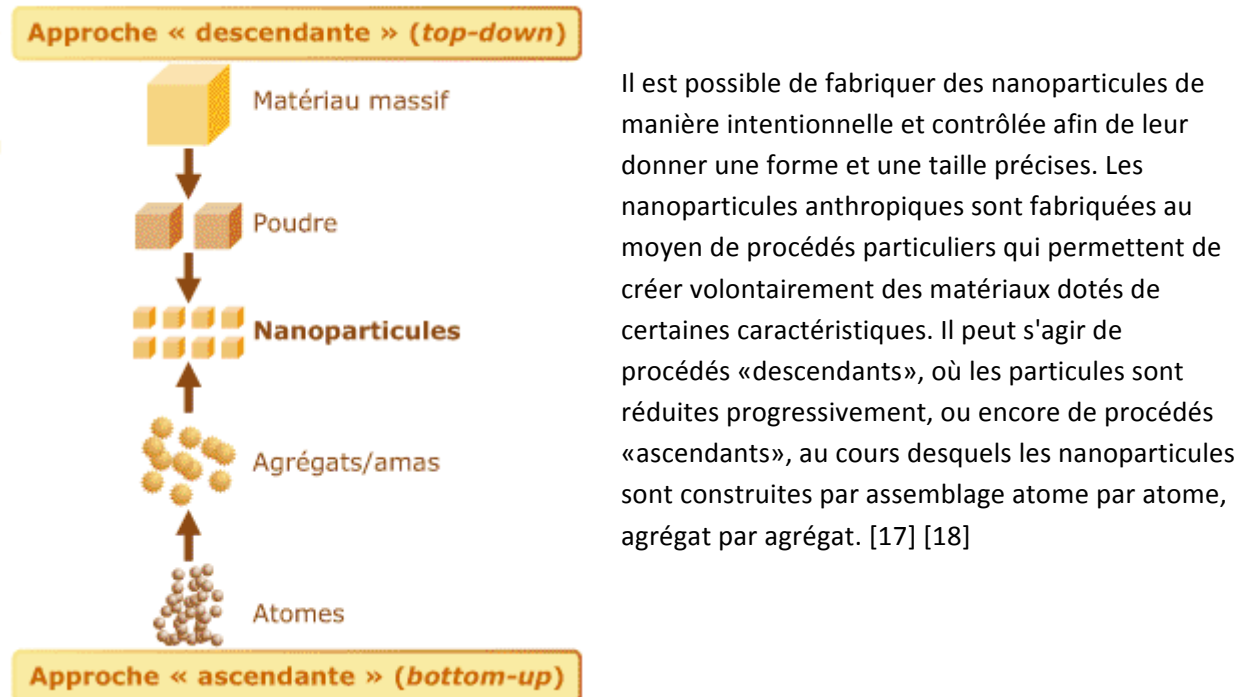 Approche « descendante » (top-down)
Matériau massif
Poudre
Nanoparticules
Agrégats/amas
Atomes
Approche « ascendante » (bottom-up)
Il est possible de fabriquer des nanoparticules de
manière intentionnelle et contrôlée afin de leur
donner une forme et une taille précises. Les
nanoparticules anthropiques sont fabriquées au
moyen de procédés particuliers qui permettent de
créer volontairement des matériaux dotés de
certaines caractéristiques. Il peut s'agir de
procédés «descendants», où les particules sont
réduites progressivement, ou encore de procédés
«ascendants», au cours desquels les nanoparticules
sont construites par assemblage atome par atome,
agrégat par agrégat. [17] [18]